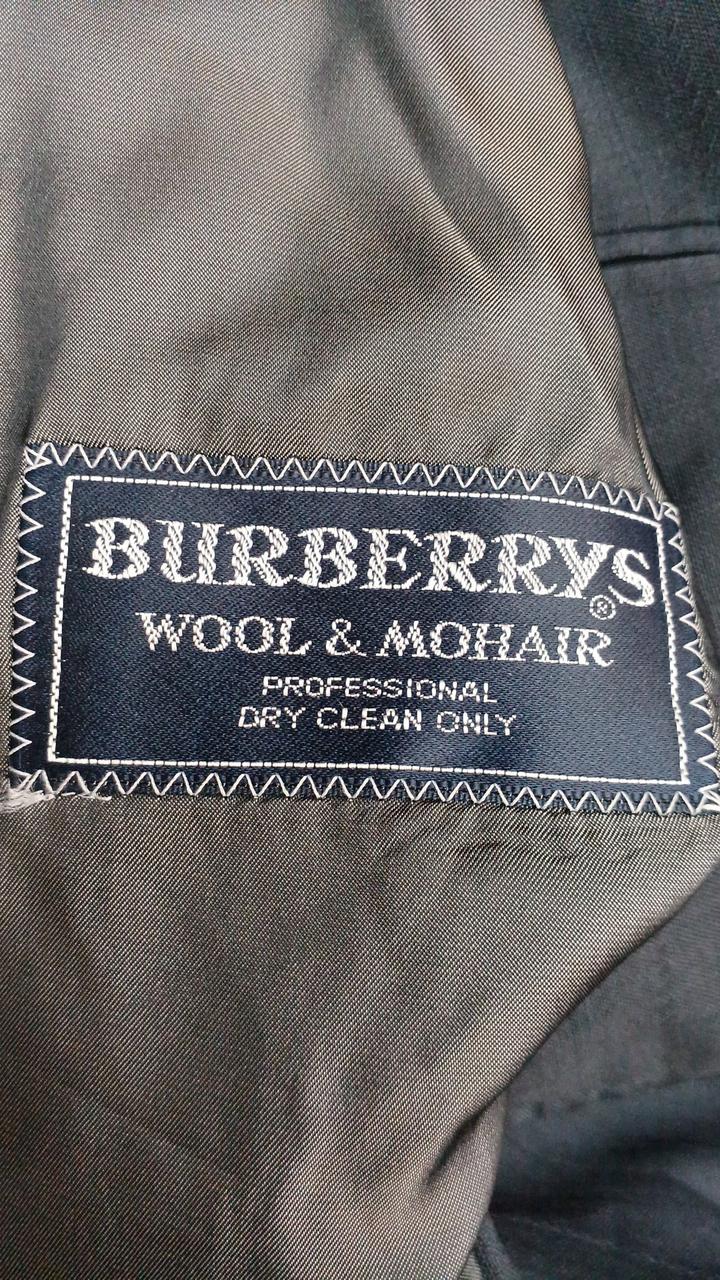 BURBERRYS®
WOOL & MOHAIR
PROFESSIONAL
DRY CLEAN ONLY